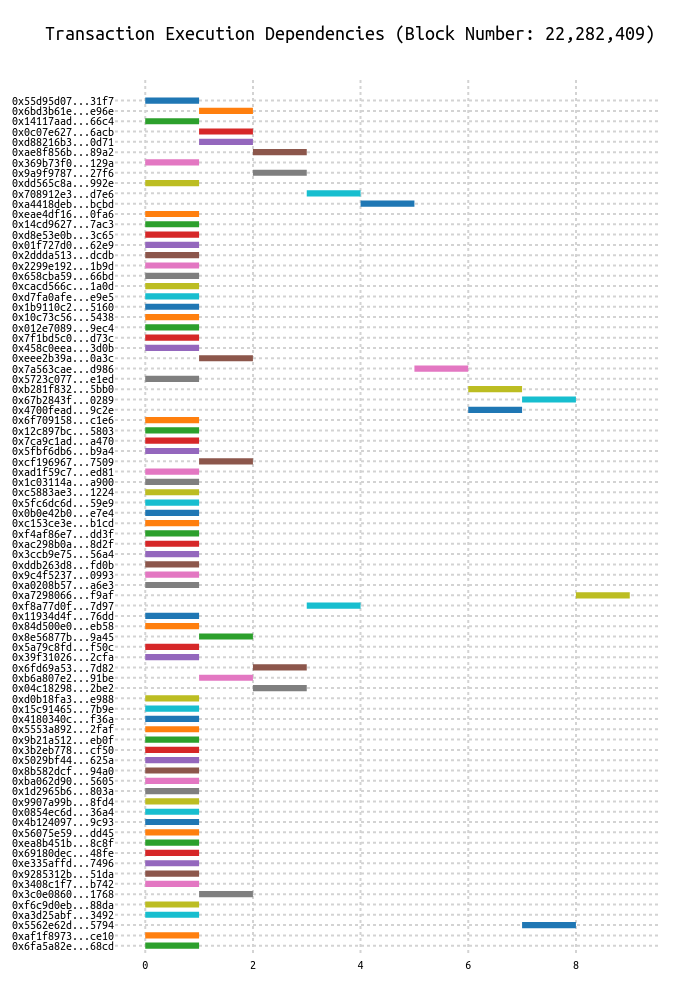 Transaction Execution Dependencies (Block Number: 22,282,409)
0x55d95d07...31f7
0x6bd3b61e...e96e
0x14117aad...66c4
0x0c07e627...6acb
0xd88216b3...0d71
0xae8f856b...89a2
0x369b73f0...129a
0x9a9f9787...27f6
0xdd565c8a...992e
0x708912e3...d7e6
0xa4418deb...bcbd
0xeae4df16...0fa6
0x14cd9627...7ac3
0xd8e53e0b...3c65
0x01f727d0...62e9
0x2ddda513...dcdb
0x2299e192...1b9d
0x658cba59...66bd
0xcacd566c...1a0d
0xd7fa0afe...e9e5
0x1b9110c2...5160
0x10c73c56...5438
0x012e7089...9ec4
0x7f1bd5c0...d73c
0x458c0eea...3d0b
0xeee2b39a...0a3c
0x7a563cae...d986
0x5723c077...e1ed
0xb281f832...5bb0
0x67b2843f...0289
0x4700fead...9c2e
0x6f709158...c1e6
0x12c897bc...5803
0x7ca9c1ad...a470
0x5fbf6db6...b9a4
0xcf196967...7509
0xad1f59c7...ed81
0x1c03114a...a900
0xc5883ae3...1224
0x5fc6dc6d...59e9
0x0b0e42b0...e7e4
0xc153ce3e...b1cd
0xf4af86e7...dd3f
0xac298b0a...8d2f
0x3ccb9e75...56a4
0xddb263d8...fd0b
0x9c4f5237...0993
0xa0208b57...a6e3
0xa7298066...f9af
0xf8a77d0f...7d97
0x11934d4f...76dd
0x84d500e0...eb58
0x8e56877b...9a45
0x5a79c8fd...f50c
0x39f31026...2cfa
0x6fd69a53...7d82
0xb6a807e2...91be
0x04c18298...2be2
0xd0b18fa3...e988
0x15c91465...7b9e
0x4180340c...f36a
0x5553a892...2faf
0x9b21a512...eb0f
0x3b2eb778...cf50
0x5029bf44...625a
0x8b582dcf...94a0
0xba062d90...5605
0x1d2965b6...803a
0x9907a99b...8fd4
0x0854ec6d...36a4
0x4b124097...9c93
0x56075e59...dd45
0xea8b451b...8c8f
0x69180dec...48fe
0xe335affd...7496
0x9285312b...51da
0x3408c1f7...b742
0x3c0e0860...1768
0xf6c9d0eb...88da
0xa3d25abf...3492
0x5562e62d...5794
0xaf1f8973...ce10
0x6fa5a82e...68cd
0 2 4 6 8